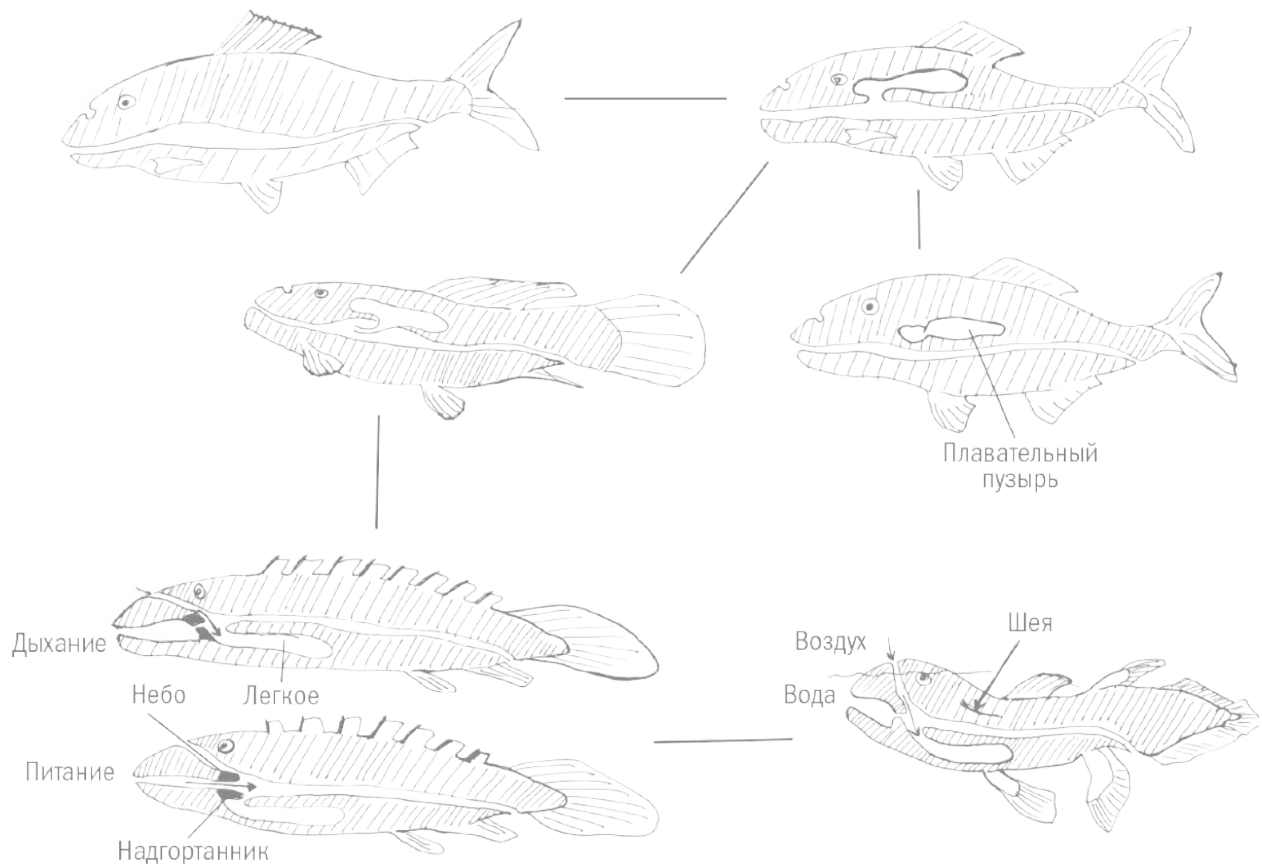 Плавательный
пузырь
Дыхание
Небо
Легкое
Питание
Надгортанник
Воздух
Шея
Вода